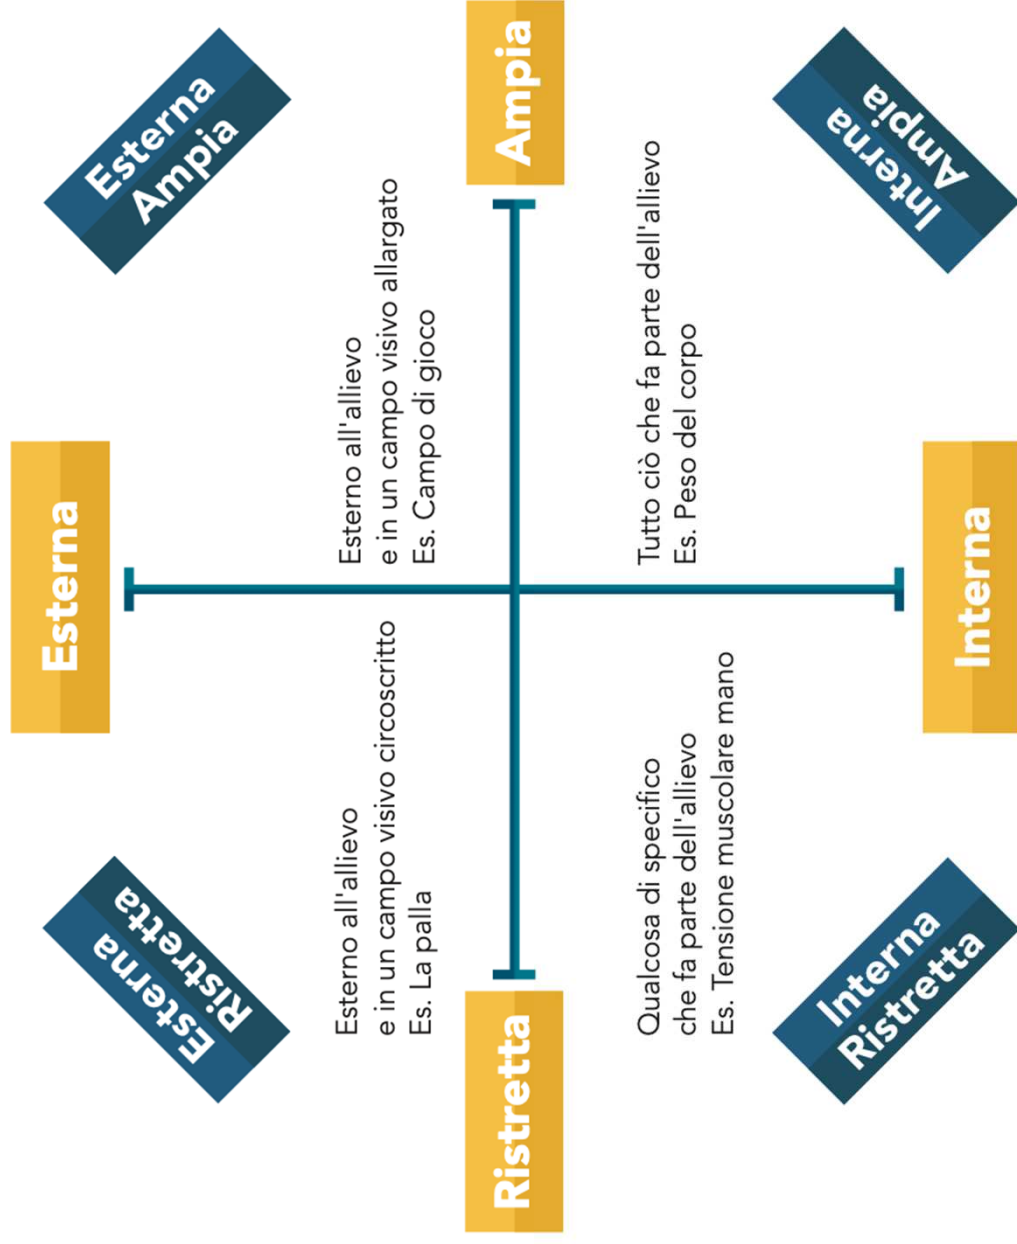 Esterna
Esterna
Ristretta
Esterna
Ampia
Esterno all'allievo
e in un campo visivo circoscritto
Es. La palla
Esterno all'allievo
e in un campo visivo allargato
Es. Campo di gioco
Ristretta
Ampia
Qualcosa di specifico
che fa parte dell'allievo
Es. Tensione muscolare mano
Tutto ciò che fa parte dell'allievo
Es. Peso del corpo
Interna
Ristretta
Interna
Ampia
Interna